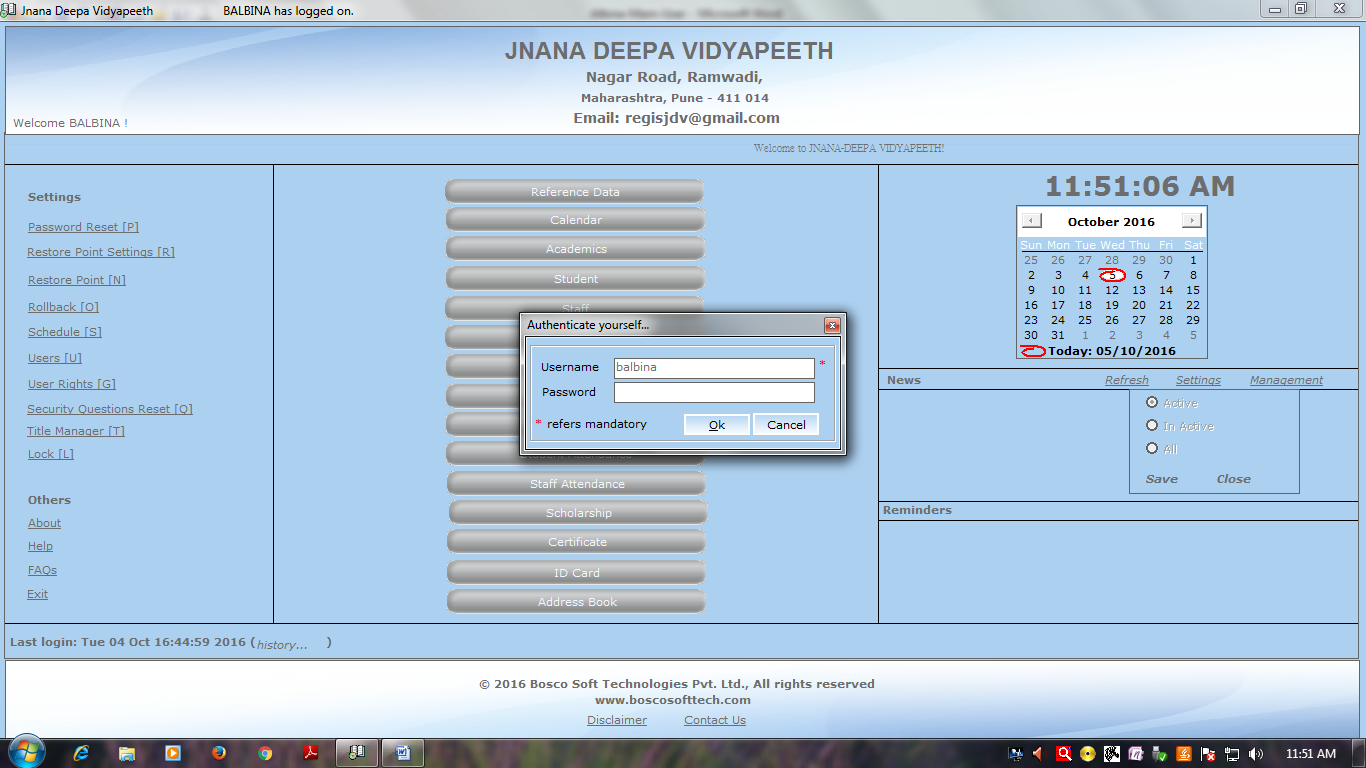 Jnana Deepa Vidyapeeth BALBINA has logged on.
JNANA DEEPA VIDYAPEETH
Nagar Road, Ramwadi,
Maharashtra, Pune - 411 014
Email: regisjdv@gmail.com
Welcome BALBINA !
Welcome to JNANA-DEEPA VIDYAPEETH!
Settings
Password Reset [P]
Restore Point Settings [R]
Restore Point [N]
Rollback [O]
Schedule [S]
Users [U]
User Rights [G]
Security Questions Reset [Q]
Title Manager [T]
Lock [L]
Others
About
Help
FAQs
Exit
Reference Data
Calendar
Academics
Student
Staff
Authenticate yourself...
Username balbina *
Password
* refers mandatory Ok Cancel
Student Attendance
Staff Attendance
Scholarship
Certificate
ID Card
Address Book
11:51:06 AM
October 2016
Sun Mon Tue Wed Thu Fri Sat
25 26 27 28 29 30 1
2 3 4 5 6 7 8
9 10 11 12 13 14 15
16 17 18 19 20 21 22
23 24 25 26 27 28 29
30 31 1 2 3 4 5
Today: 05/10/2016
News Refresh Settings Management
Active
In Active
All
Save Close
Reminders
Last login: Tue 04 Oct 16:44:59 2016 (history... )
© 2016 Bosco Soft Technologies Pvt. Ltd., All rights reserved
www.boscosofttech.com
Disclaimer Contact Us
11:51 AM